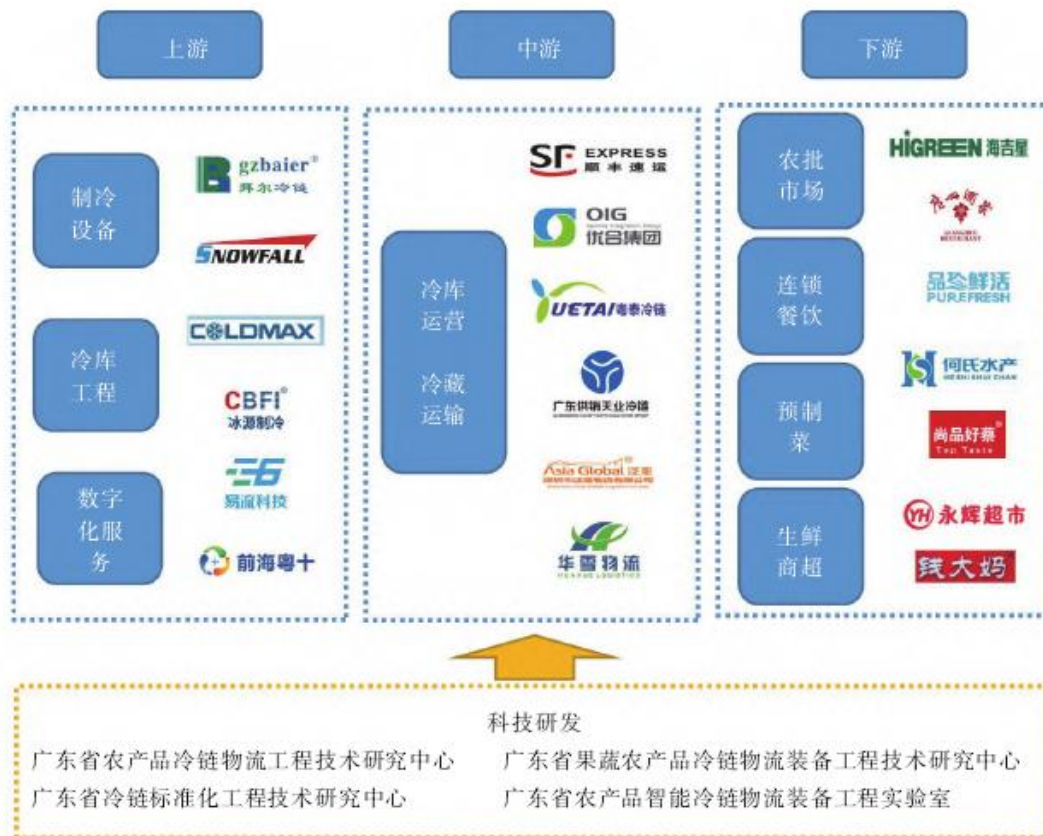 上游
中游
下游
制冷
设备
冷库
工程
数字
化服
务
gzbaier®
拜尔冷链
SNOWFALL
COLDMAX
CBFI®
冰源制冷
易流科技
前海粤十
冷库
运营
冷藏
运输
SF EXPRESS
顺丰速运
OIG
优合集团
YUETAI粤泰冷链
广东供销天业冷链
Asia Global 泛亚
华雪物流
农批
市场
连锁
餐饮
预制
菜
生鲜
商超
HIGREEN 海吉星
品珍鲜活
PUREFRESH
何氏水产
HE SHI SHUI CHAN
尚品好蔡®
Top Taste
YH 永辉超市
钱大妈
科技研发
广东省农产品冷链物流工程技术研究中心 广东省果蔬农产品冷链物流装备工程技术研究中心
广东省冷链标准化工程技术研究中心 广东省农产品智能冷链物流装备工程实验室